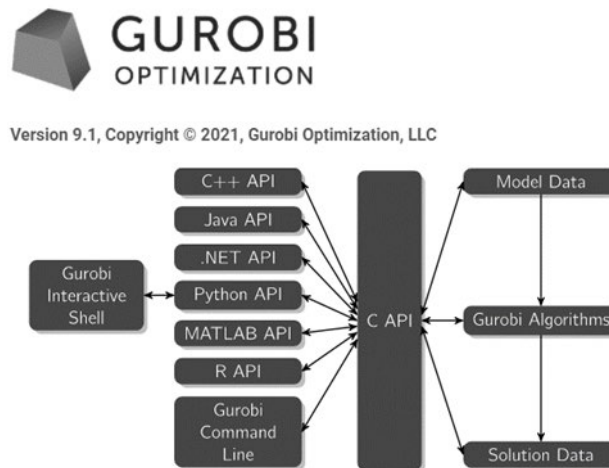 GUROBI
OPTIMIZATION
Version 9.1, Copyright © 2021, Gurobi Optimization, LLC
C++ API
Java API
.NET API
Gurobi
Interactive
Shell
Python API
MATLAB API
R API
Gurobi
Command
Line
C API
Model Data
Gurobi Algorithms
Solution Data